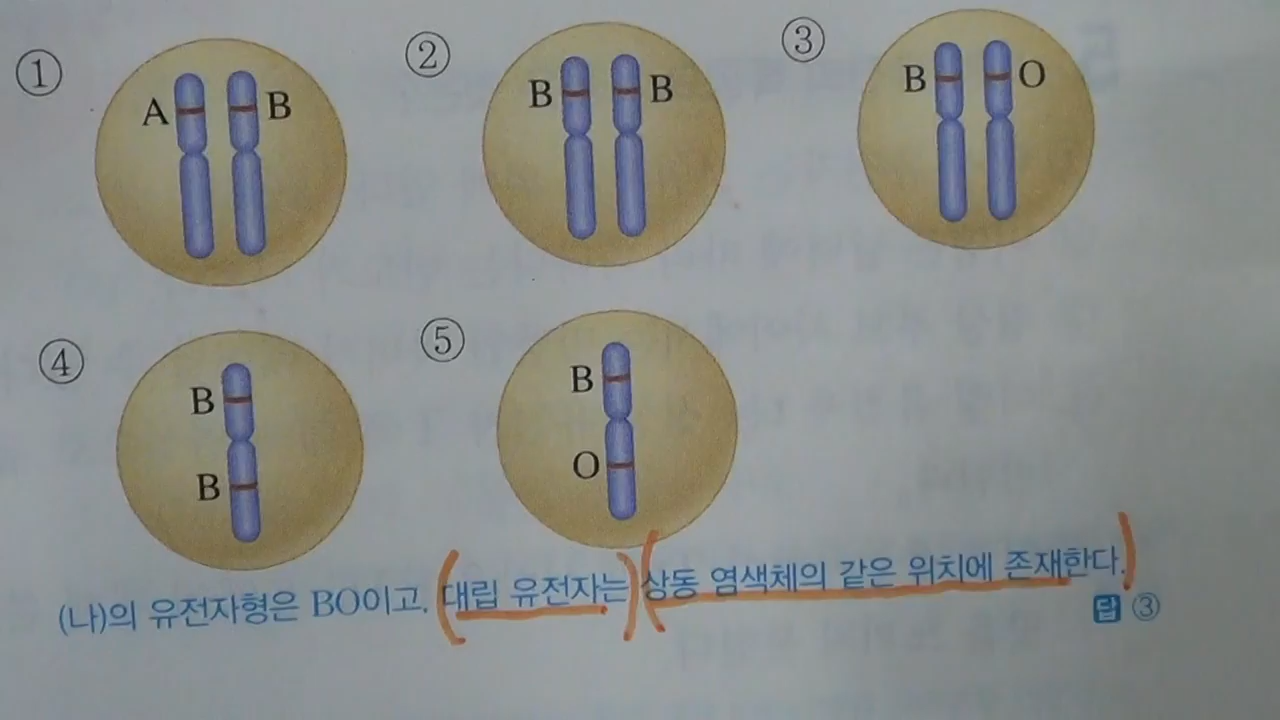 ① ② ③
A B B B B O
④ ⑤
B B
B O
(나)의 유전자형은 BO이고, 대립 유전자는 상동 염색체의 같은 위치에 존재한다.
답 ③